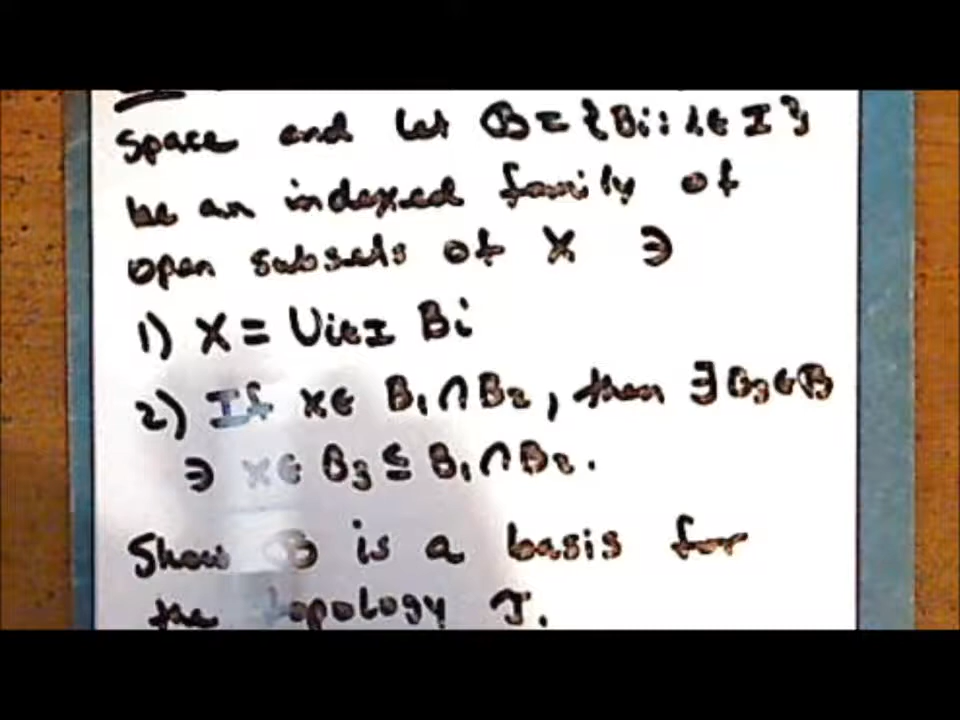 space and let B = {Bi : i ∈ I}
be an indexed family of
open subsets of X ∋
1) X = ∪i∈I Bi
2) If x ∈ B₁ ∩ B₂, then ∃ B₃ ∈ B
∋ x ∈ B₃ ⊆ B₁ ∩ B₂.
Show B is a basis for
the topology T.